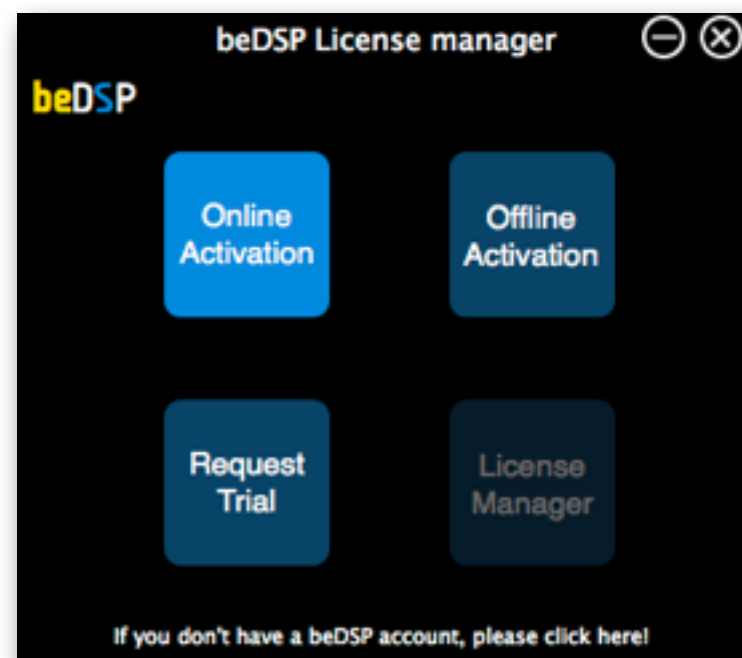 beDSP License manager
beDSP
Online
Activation
Offline
Activation
Request
Trial
License
Manager
If you don't have a beDSP account, please click here!